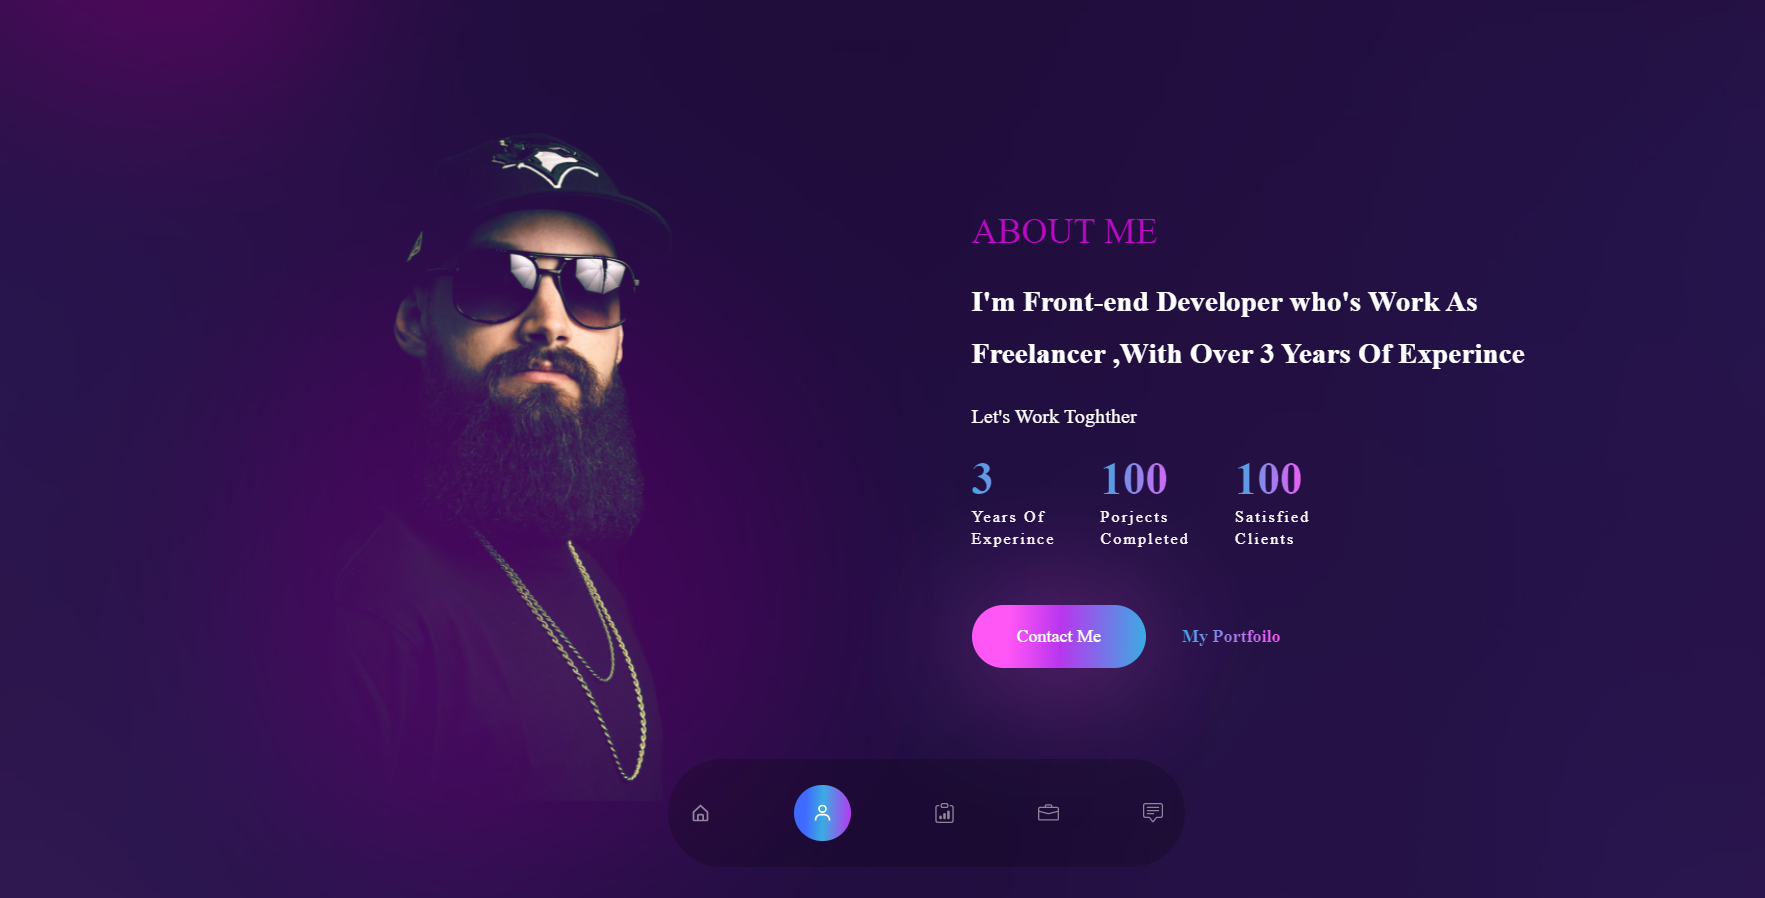 ABOUT ME
I'm Front-end Developer who's Work As
Freelancer ,With Over 3 Years Of Experince
Let's Work Toghther
3 100 100
Years Of Porjects Satisfied
Experince Completed Clients
Contact Me My Portfoilo